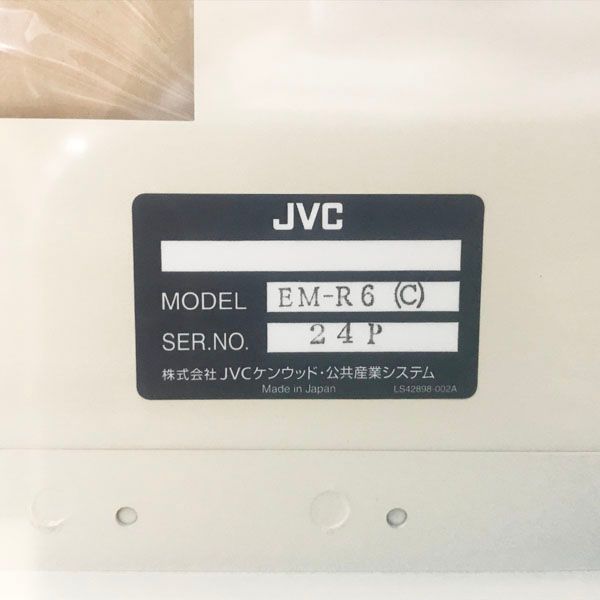 JVC
MODEL EM-R6 (C)
SER.NO. 24P
株式会社 JVCケンウッド・公共産業システム
Made in Japan LS42898-002A